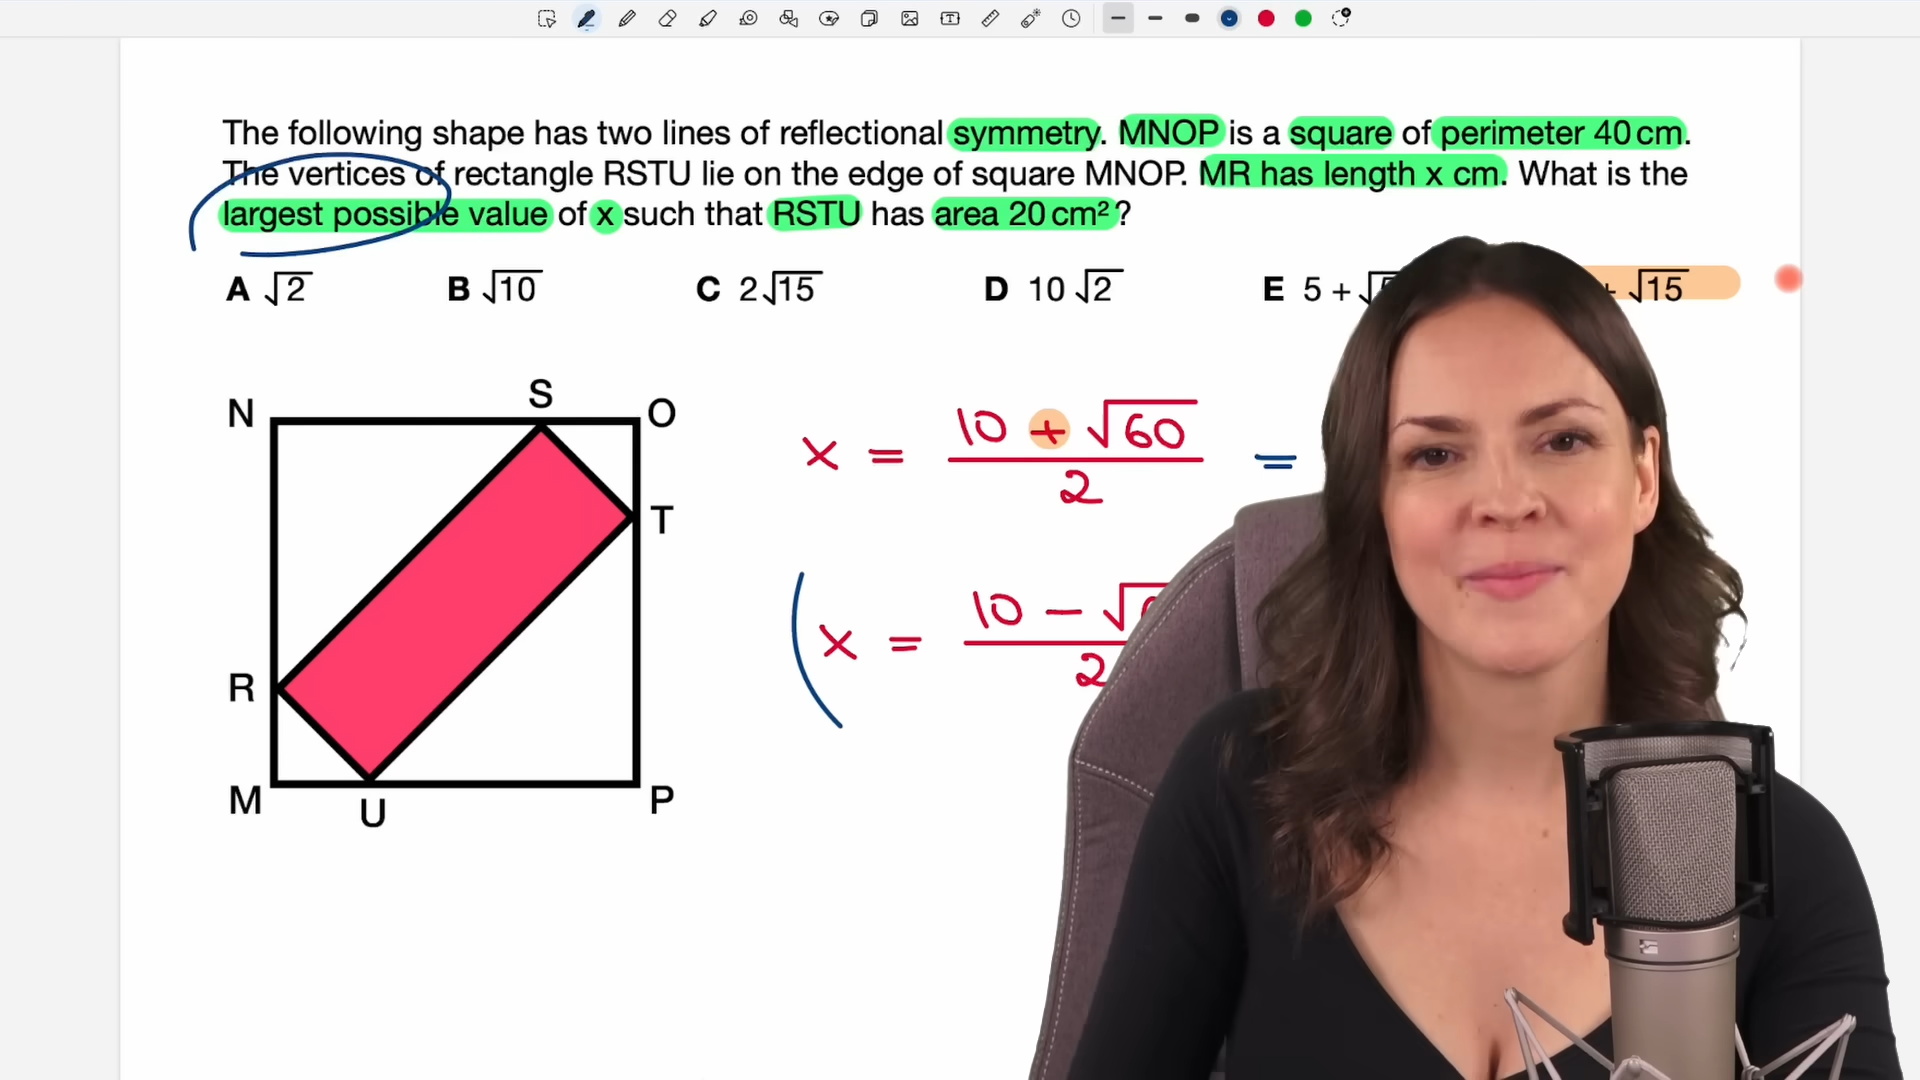 The following shape has two lines of reflectional symmetry. MNOP is a square of perimeter 40 cm.
The vertices of rectangle RSTU lie on the edge of square MNOP. MR has length x cm. What is the
largest possible value of x such that RSTU has area 20 cm²?
A √2 B √10 C 2√15 D 10 √2 E 5 + √ + √15
S
N O
T
R
M U P
x = (10 + √60)/2 =
(x = (10 − √ )/2